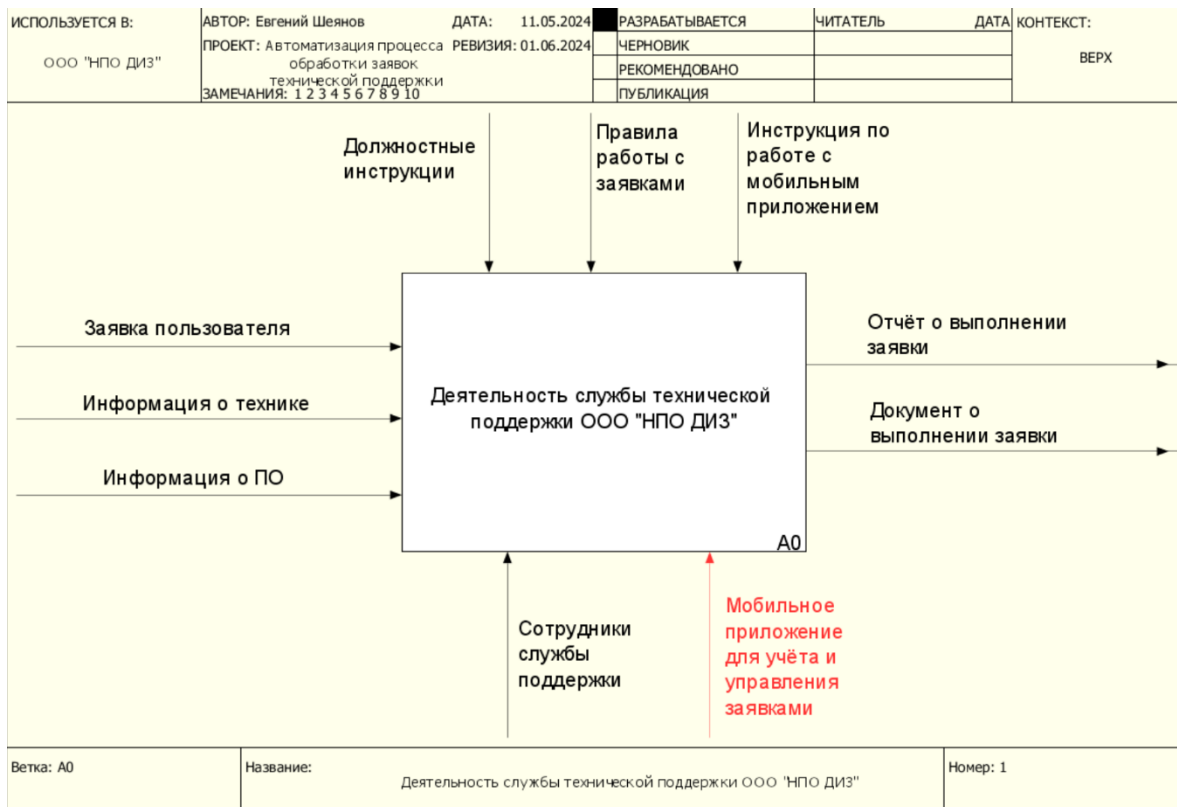 ИСПОЛЬЗУЕТСЯ В:
ООО "НПО ДИЗ"
АВТОР: Евгений Шеянов
ДАТА: 11.05.2024
ПРОЕКТ: Автоматизация процесса
обработки заявок
технической поддержки
РЕВИЗИЯ: 01.06.2024
ЗАМЕЧАНИЯ: 1 2 3 4 5 6 7 8 9 10
РАЗРАБАТЫВАЕТСЯ
ЧЕРНОВИК
РЕКОМЕНДОВАНО
ПУБЛИКАЦИЯ
ЧИТАТЕЛЬ
ДАТА
КОНТЕКСТ:
ВЕРХ
Должностные
инструкции
Правила
работы с
заявками
Инструкция по
работе с
мобильным
приложением
Заявка пользователя
Информация о технике
Информация о ПО
Деятельность службы технической
поддержки ООО "НПО ДИЗ"
A0
Отчёт о выполнении
заявки
Документ о
выполнении заявки
Сотрудники
службы
поддержки
Мобильное
приложение
для учёта и
управления
заявками
Ветка: A0
Название:
Деятельность службы технической поддержки ООО "НПО ДИЗ"
Номер: 1